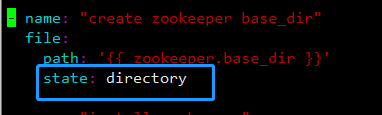 - name: "create zookeeper base_dir"
file:
path: '{{ zookeeper.base_dir }}'
state: directory